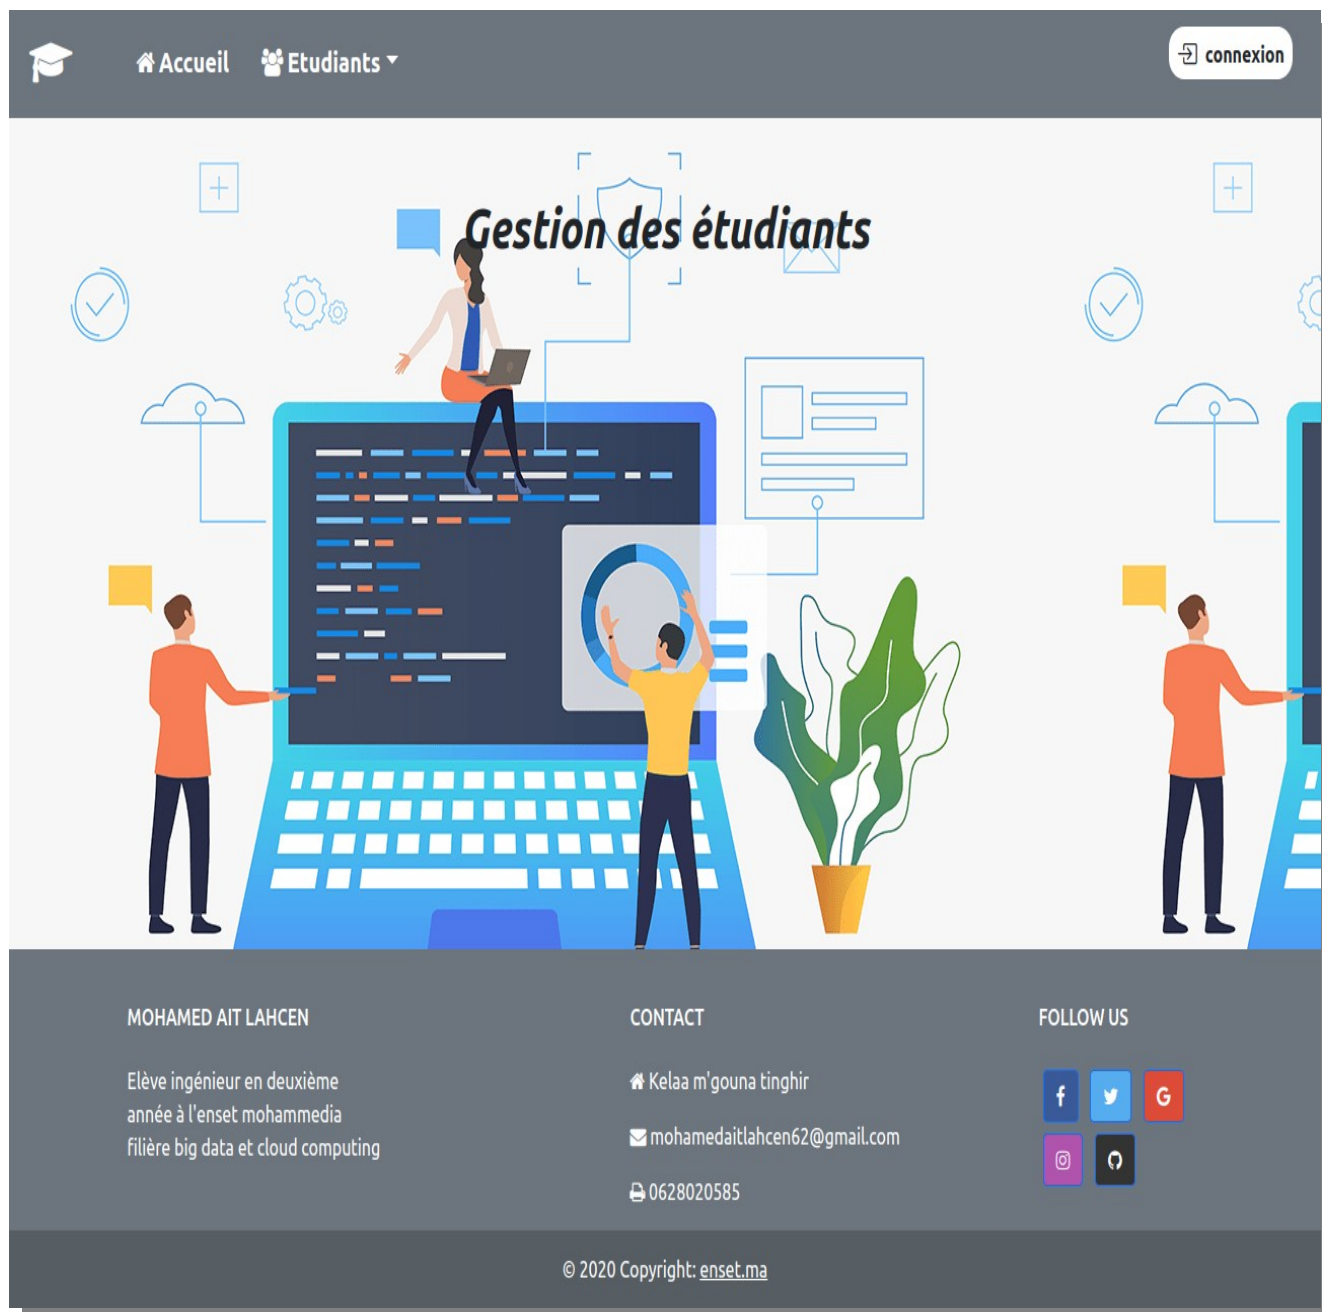 Accueil
Etudiants
connexion
Gestion des étudiants
MOHAMED AIT LAHCEN
Elève ingénieur en deuxième
année à l'enset mohammedia
filière big data et cloud computing
CONTACT
Kelaa m'gouna tinghir
mohamedaitlahcen62@gmail.com
0628020585
FOLLOW US
© 2020 Copyright: enset.ma